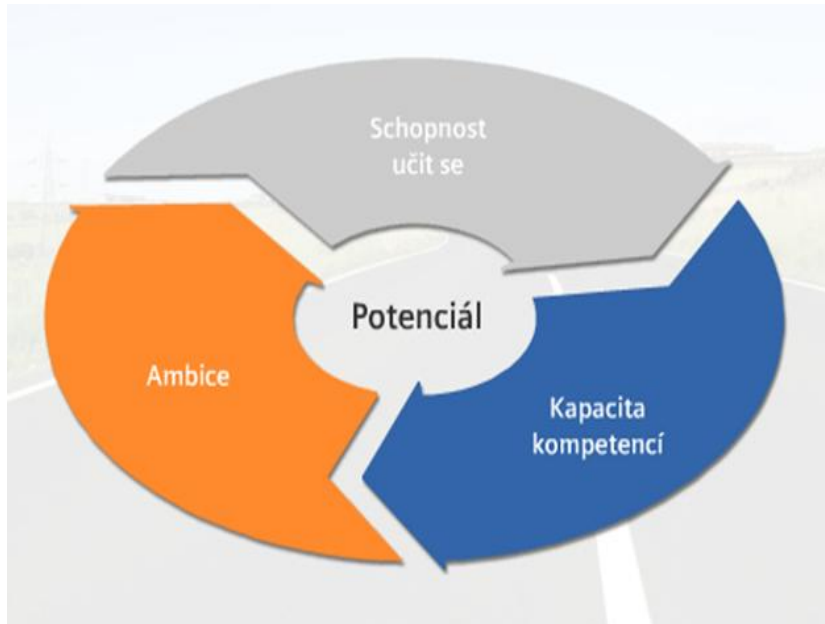 Schopnost
učit se
Potenciál
Ambice
Kapacita
kompetencí